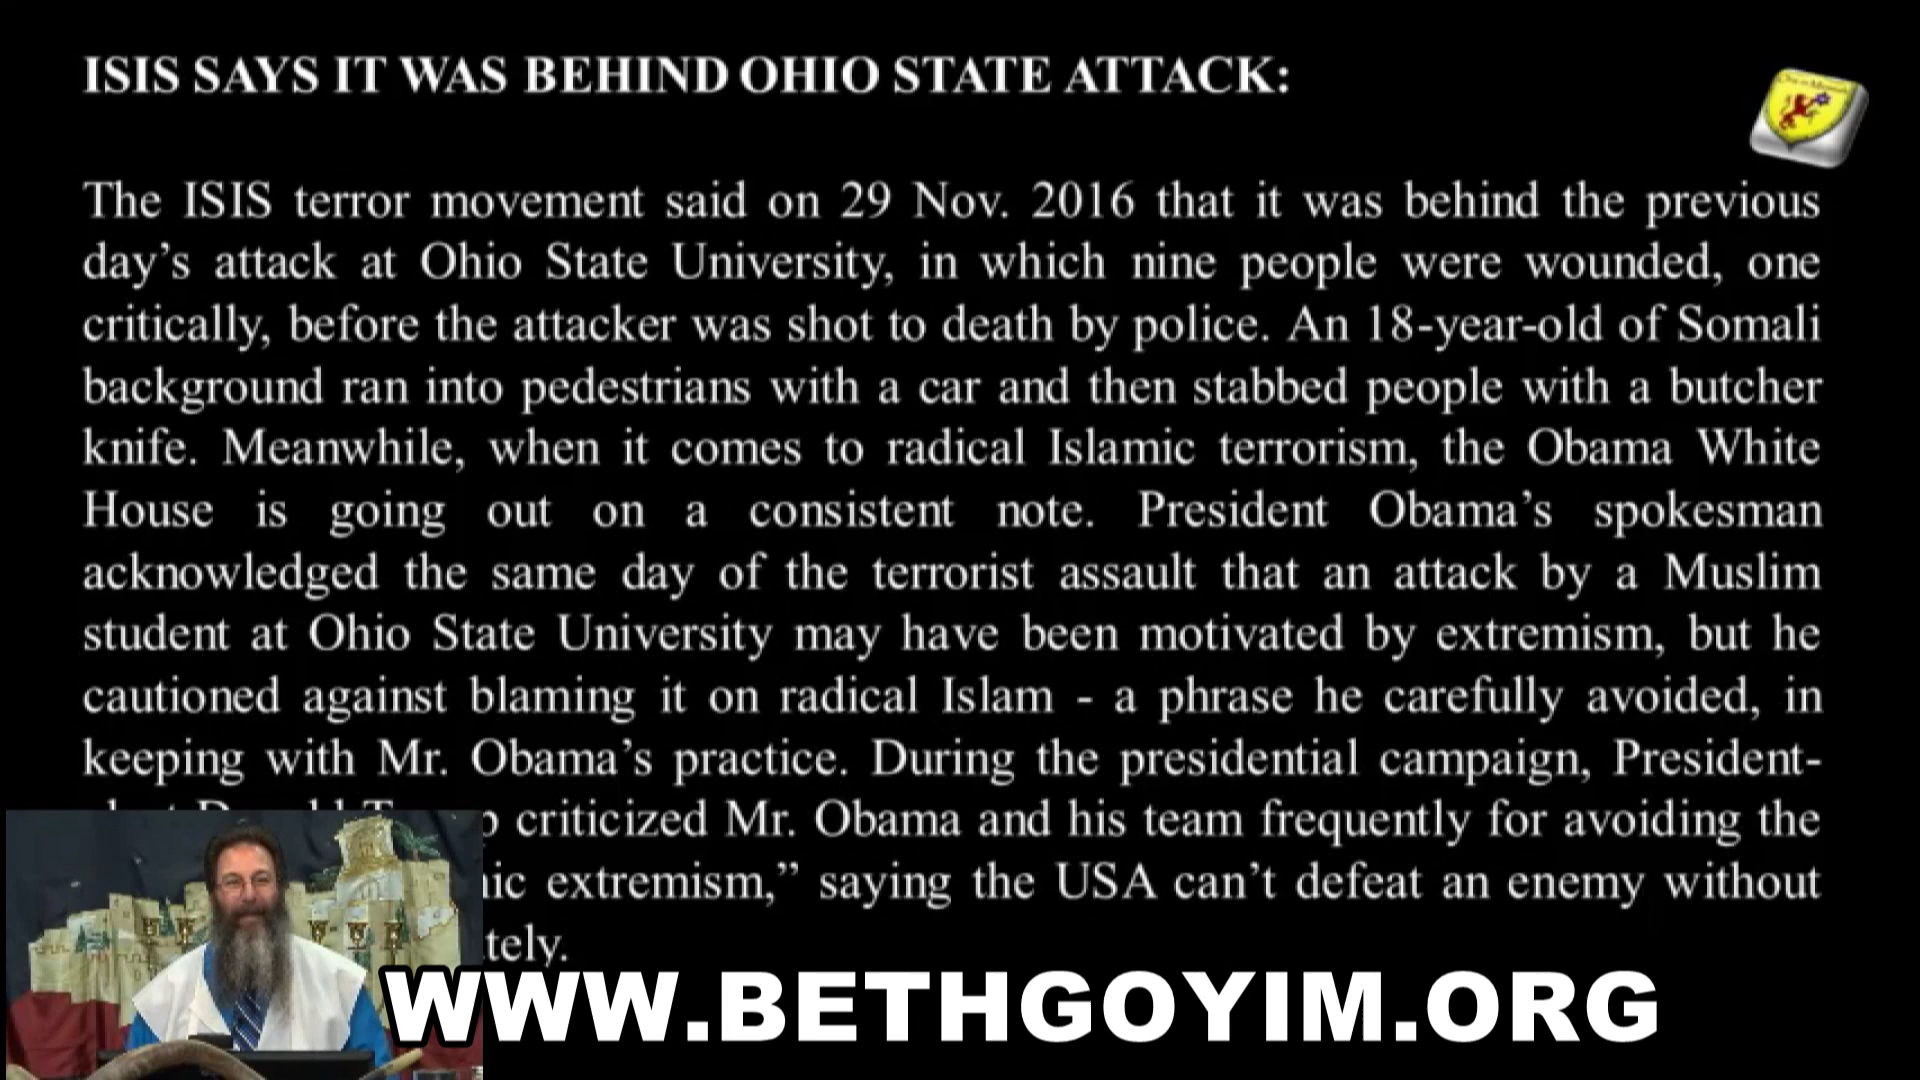 ISIS SAYS IT WAS BEHIND OHIO STATE ATTACK:
The ISIS terror movement said on 29 Nov. 2016 that it was behind the previous
day’s attack at Ohio State University, in which nine people were wounded, one
critically, before the attacker was shot to death by police. An 18-year-old of Somali
background ran into pedestrians with a car and then stabbed people with a butcher
knife. Meanwhile, when it comes to radical Islamic terrorism, the Obama White
House is going out on a consistent note. President Obama’s spokesman
acknowledged the same day of the terrorist assault that an attack by a Muslim
student at Ohio State University may have been motivated by extremism, but he
cautioned against blaming it on radical Islam - a phrase he carefully avoided, in
keeping with Mr. Obama’s practice. During the presidential campaign, President-
criticized Mr. Obama and his team frequently for avoiding the
extremism,” saying the USA can’t defeat an enemy without
WWW.BETHGOYIM.ORG